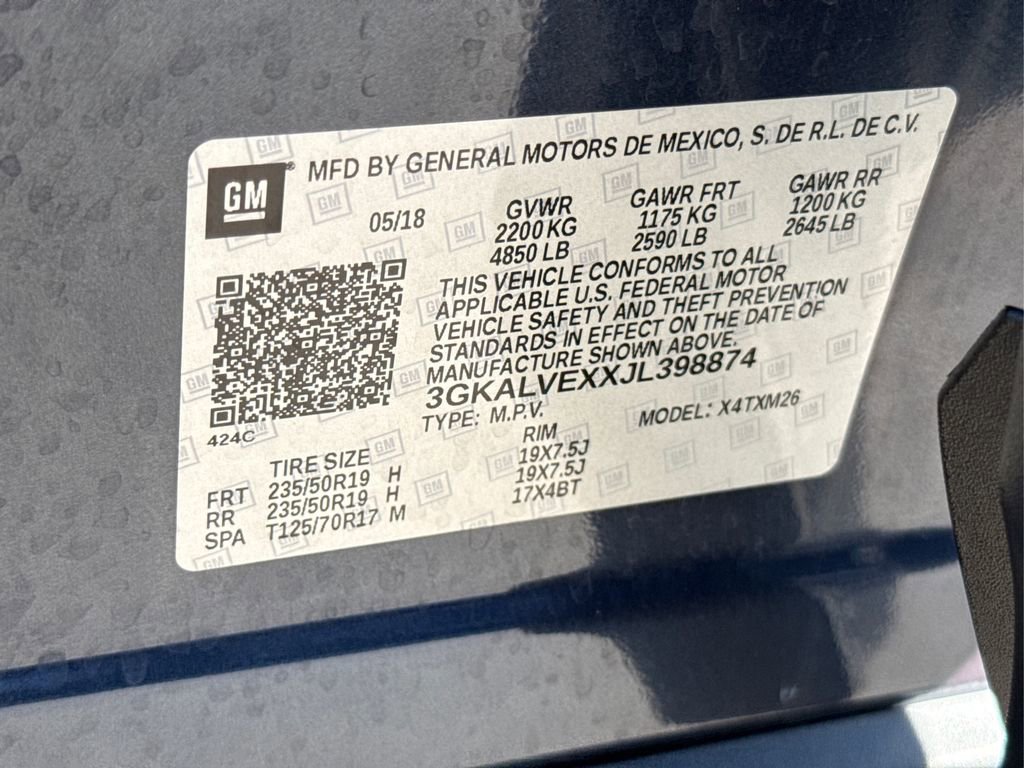 GM
MFD BY GENERAL MOTORS DE MEXICO, S. DE R.L. DE C.V.
05/18
GVWR
2200 KG
4850 LB
GAWR FRT
1175 KG
2590 LB
GAWR RR
1200 KG
2645 LB
THIS VEHICLE CONFORMS TO ALL
APPLICABLE U.S. FEDERAL MOTOR
VEHICLE SAFETY AND THEFT PREVENTION
STANDARDS IN EFFECT ON THE DATE OF
MANUFACTURE SHOWN ABOVE.
3GKALVEXXJL398874
TYPE: M.P.V. MODEL: X4TXM26
424C
TIRE SIZE RIM
FRT 235/50R19 H 19X7.5J
RR 235/50R19 H 19X7.5J
SPA T125/70R17 M 17X4BT